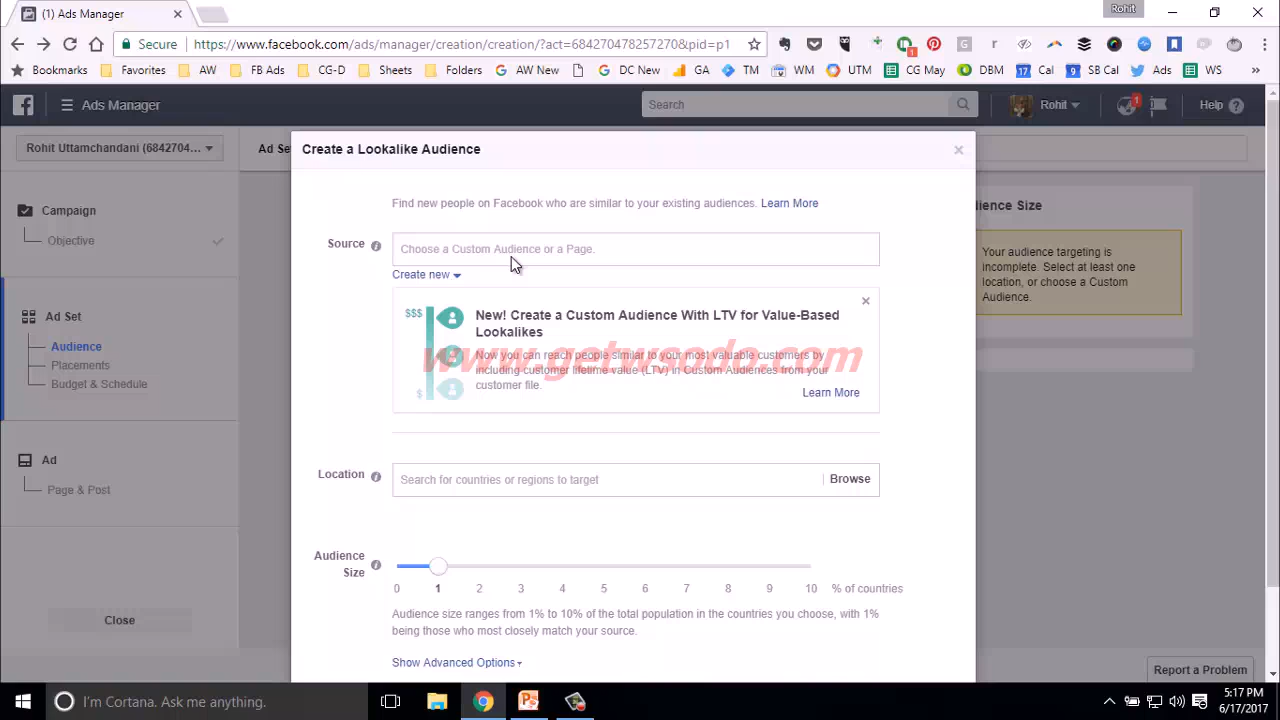 (1) Ads Manager
Rohit
Secure
https://www.facebook.com/ads/manager/creation/creation/?act=684270478257270&pid=p1
1
Bookmarks
Favorites
AW
FB Ads
CG-D
Sheets
Folders
AW New
DC New
GA
TM
WM
UTM
CG May
DBM
17 Cal
9 SB Cal
Ads
WS
»
Ads Manager
Search
Rohit
1
Help
Rohit Uttamchandani (6842704...
Ad Se
Create a Lookalike Audience
Campaign
Objective
Find new people on Facebook who are similar to your existing audiences. Learn More
dience Size
Source
Choose a Custom Audience or a Page.
Your audience targeting is
incomplete. Select at least one
location, or choose a Custom
Audience.
Create new
Ad Set
Audience
Placements
Budget & Schedule
$$$
$
New! Create a Custom Audience With LTV for Value-Based
Lookalikes
Now you can reach people similar to your most valuable customers by
including customer lifetime value (LTV) in Custom Audiences from your
customer file.
Learn More
www.getwsodo.com
Ad
Page & Post
Location
Search for countries or regions to target
Browse
Audience
Size
0 1 2 3 4 5 6 7 8 9 10 % of countries
Audience size ranges from 1% to 10% of the total population in the countries you choose, with 1%
being those who most closely match your source.
Close
Show Advanced Options
Report a Problem
I'm Cortana. Ask me anything.
5:17 PM
6/17/2017